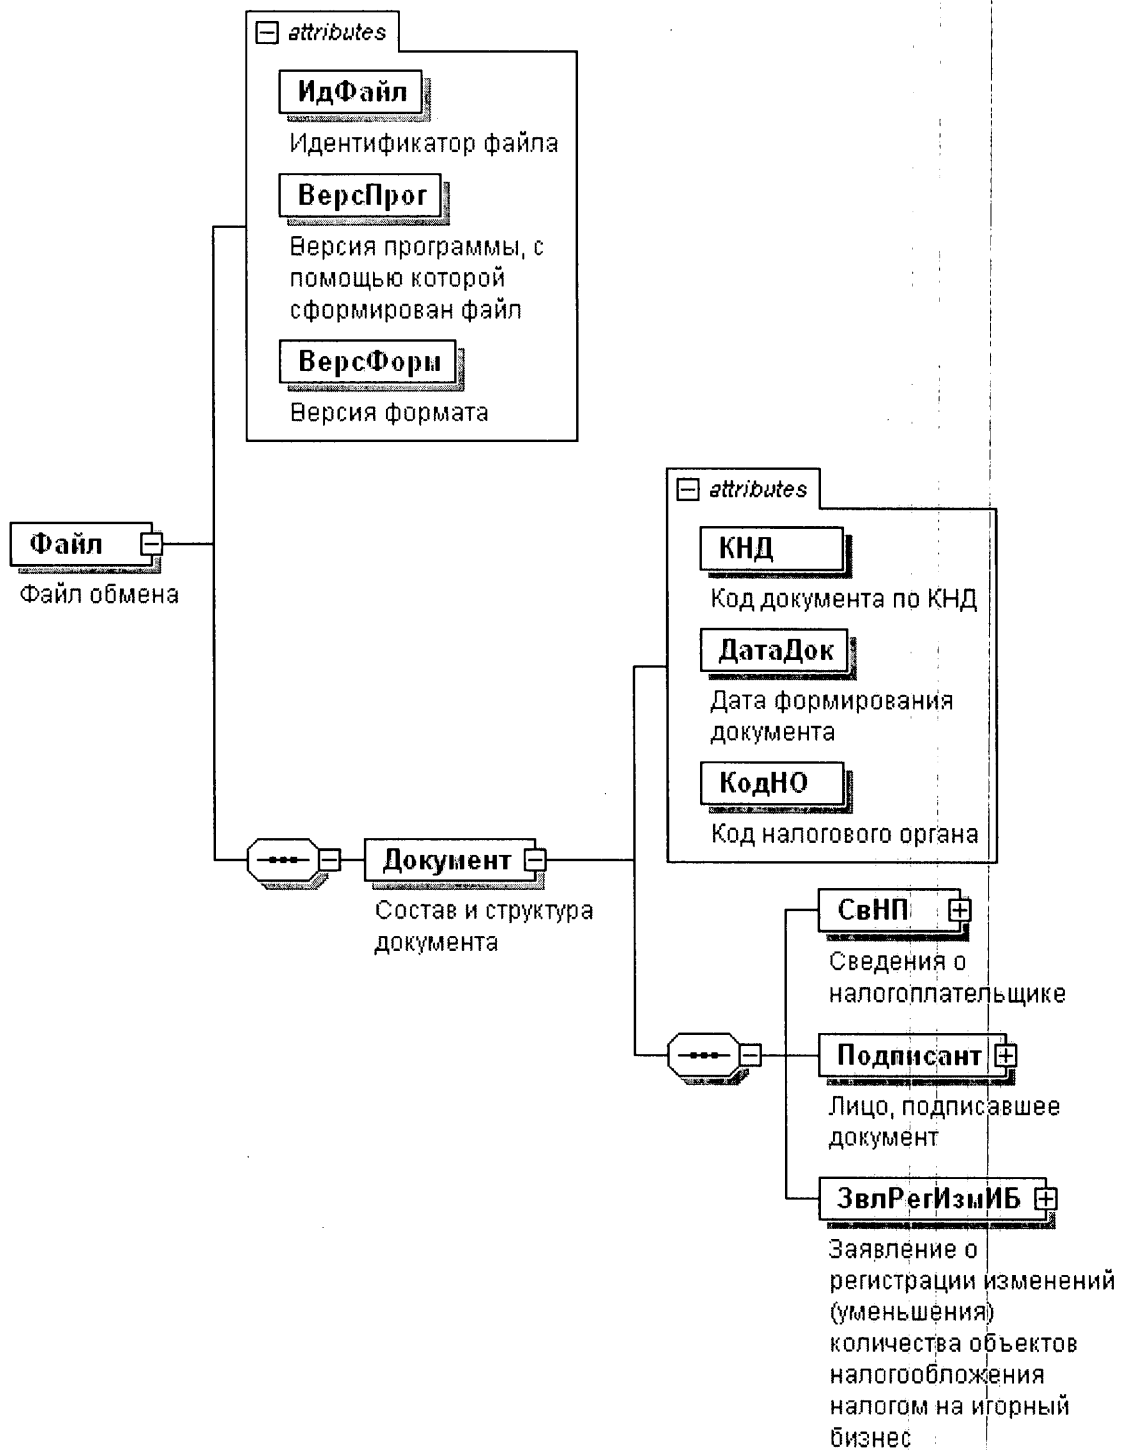 attributes
ИдФайл
Идентификатор файла
ВерсПрог
Версия программы, с
помощью которой
сформирован файл
ВерсФорм
Версия формата
Файл
Файл обмена
Документ
Состав и структура
документа
attributes
КНД
Код документа по КНД
ДатаДок
Дата формирования
документа
КодНО
Код налогового органа
СвНП
Сведения о
налогоплательщике
Подписант
Лицо, подписавшее
документ
ЗвлРегИзмИБ
Заявление о
регистрации изменений
(уменьшения)
количества объектов
налогообложения
налогом на игорный
бизнес